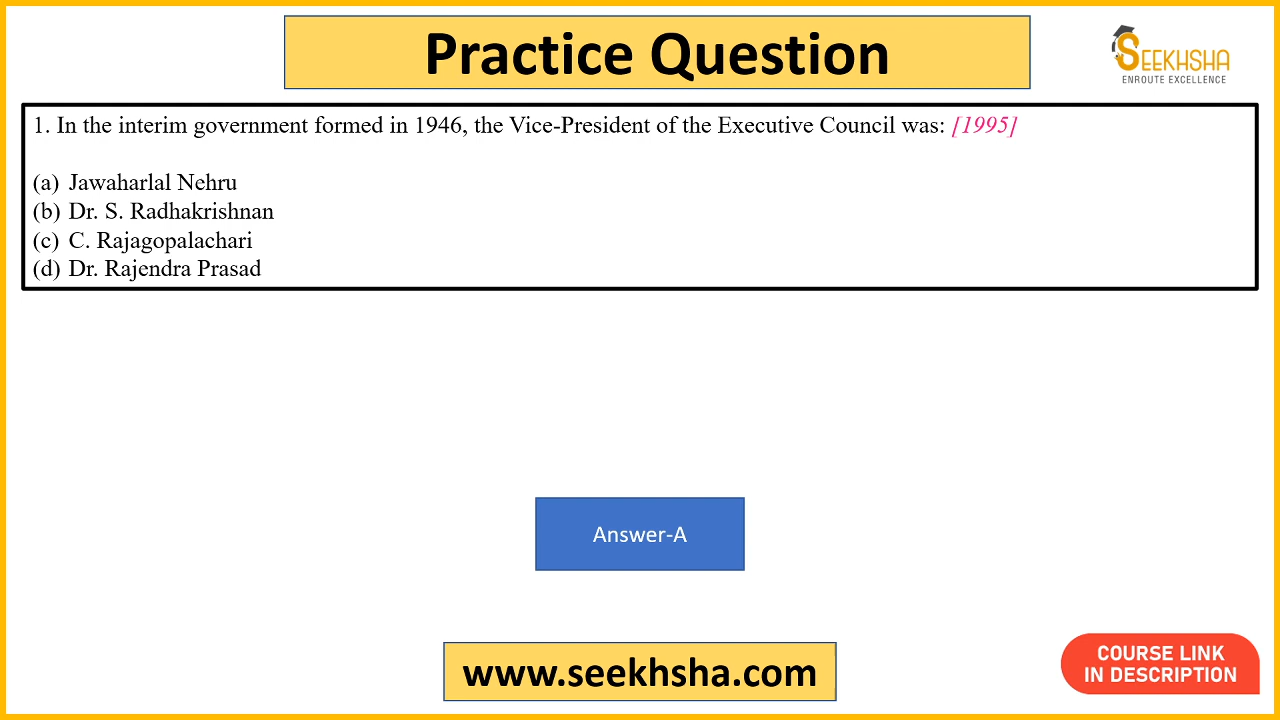 Practice Question
SEEKHSHA
ENROUTE EXCELLENCE
1. In the interim government formed in 1946, the Vice-President of the Executive Council was: [1995]
(a) Jawaharlal Nehru
(b) Dr. S. Radhakrishnan
(c) C. Rajagopalachari
(d) Dr. Rajendra Prasad
Answer-A
www.seekhsha.com
COURSE LINK
IN DESCRIPTION